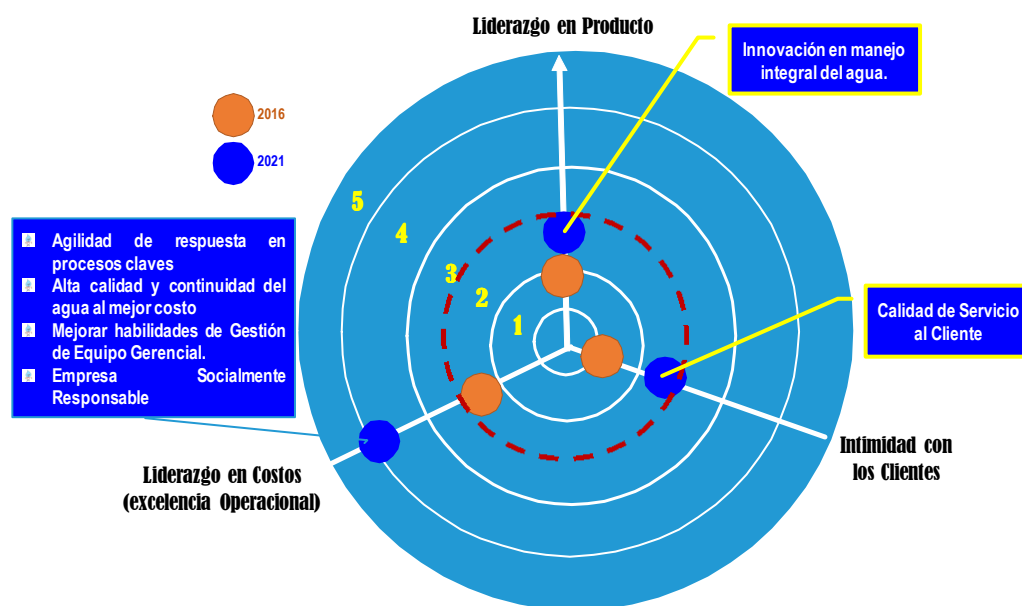 Liderazgo en Producto
Innovación en manejo
integral del agua.
2016
2021
5
4
3
2
1
Agilidad de respuesta en
procesos claves
Alta calidad y continuidad del
agua al mejor costo
Mejorar habilidades de Gestión
de Equipo Gerencial.
Empresa Socialmente
Responsable
Calidad de Servicio
al Cliente
Intimidad con
los Clientes
Liderazgo en Costos
(excelencia Operacional)